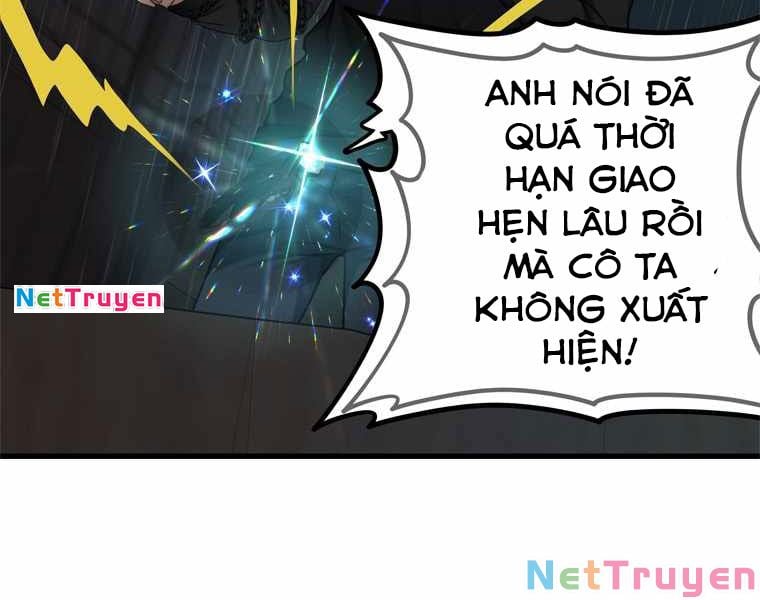 ANH NÓI ĐÃ
QUÁ THỜI
HẠN GIAO
HẸN LÂU RỒI
MÀ CÔ TA
KHÔNG XUẤT
HIỆN!
NetTruyen
NetTruyen